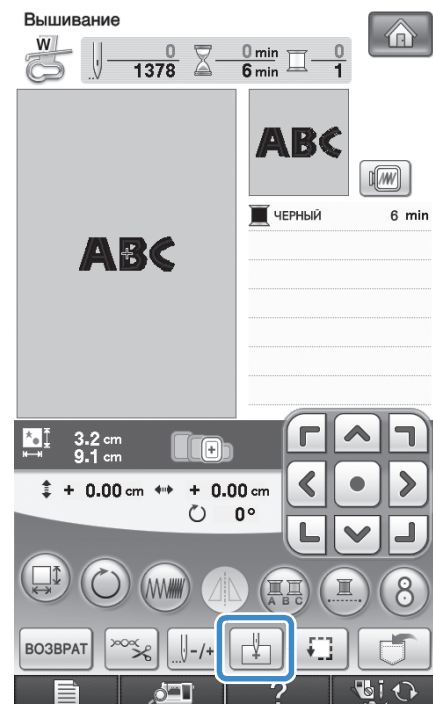 Вышивание
W
0 0 min 0
1378 6 min 1
ABC
ЧЕРНЫЙ 6 min
ABC
3.2 cm
9.1 cm
+ 0.00 cm + 0.00 cm
0°
A B C
8
ВОЗВРАТ -/+
? i